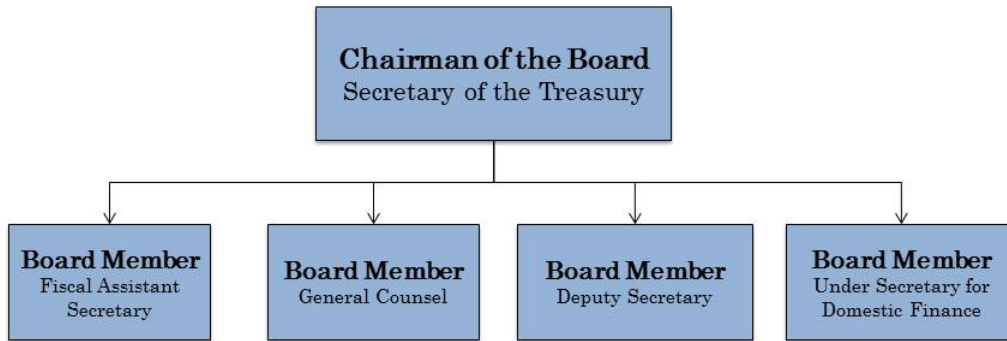 Chairman of the Board
Secretary of the Treasury
Board Member
Fiscal Assistant
Secretary
Board Member
General Counsel
Board Member
Deputy Secretary
Board Member
Under Secretary for
Domestic Finance